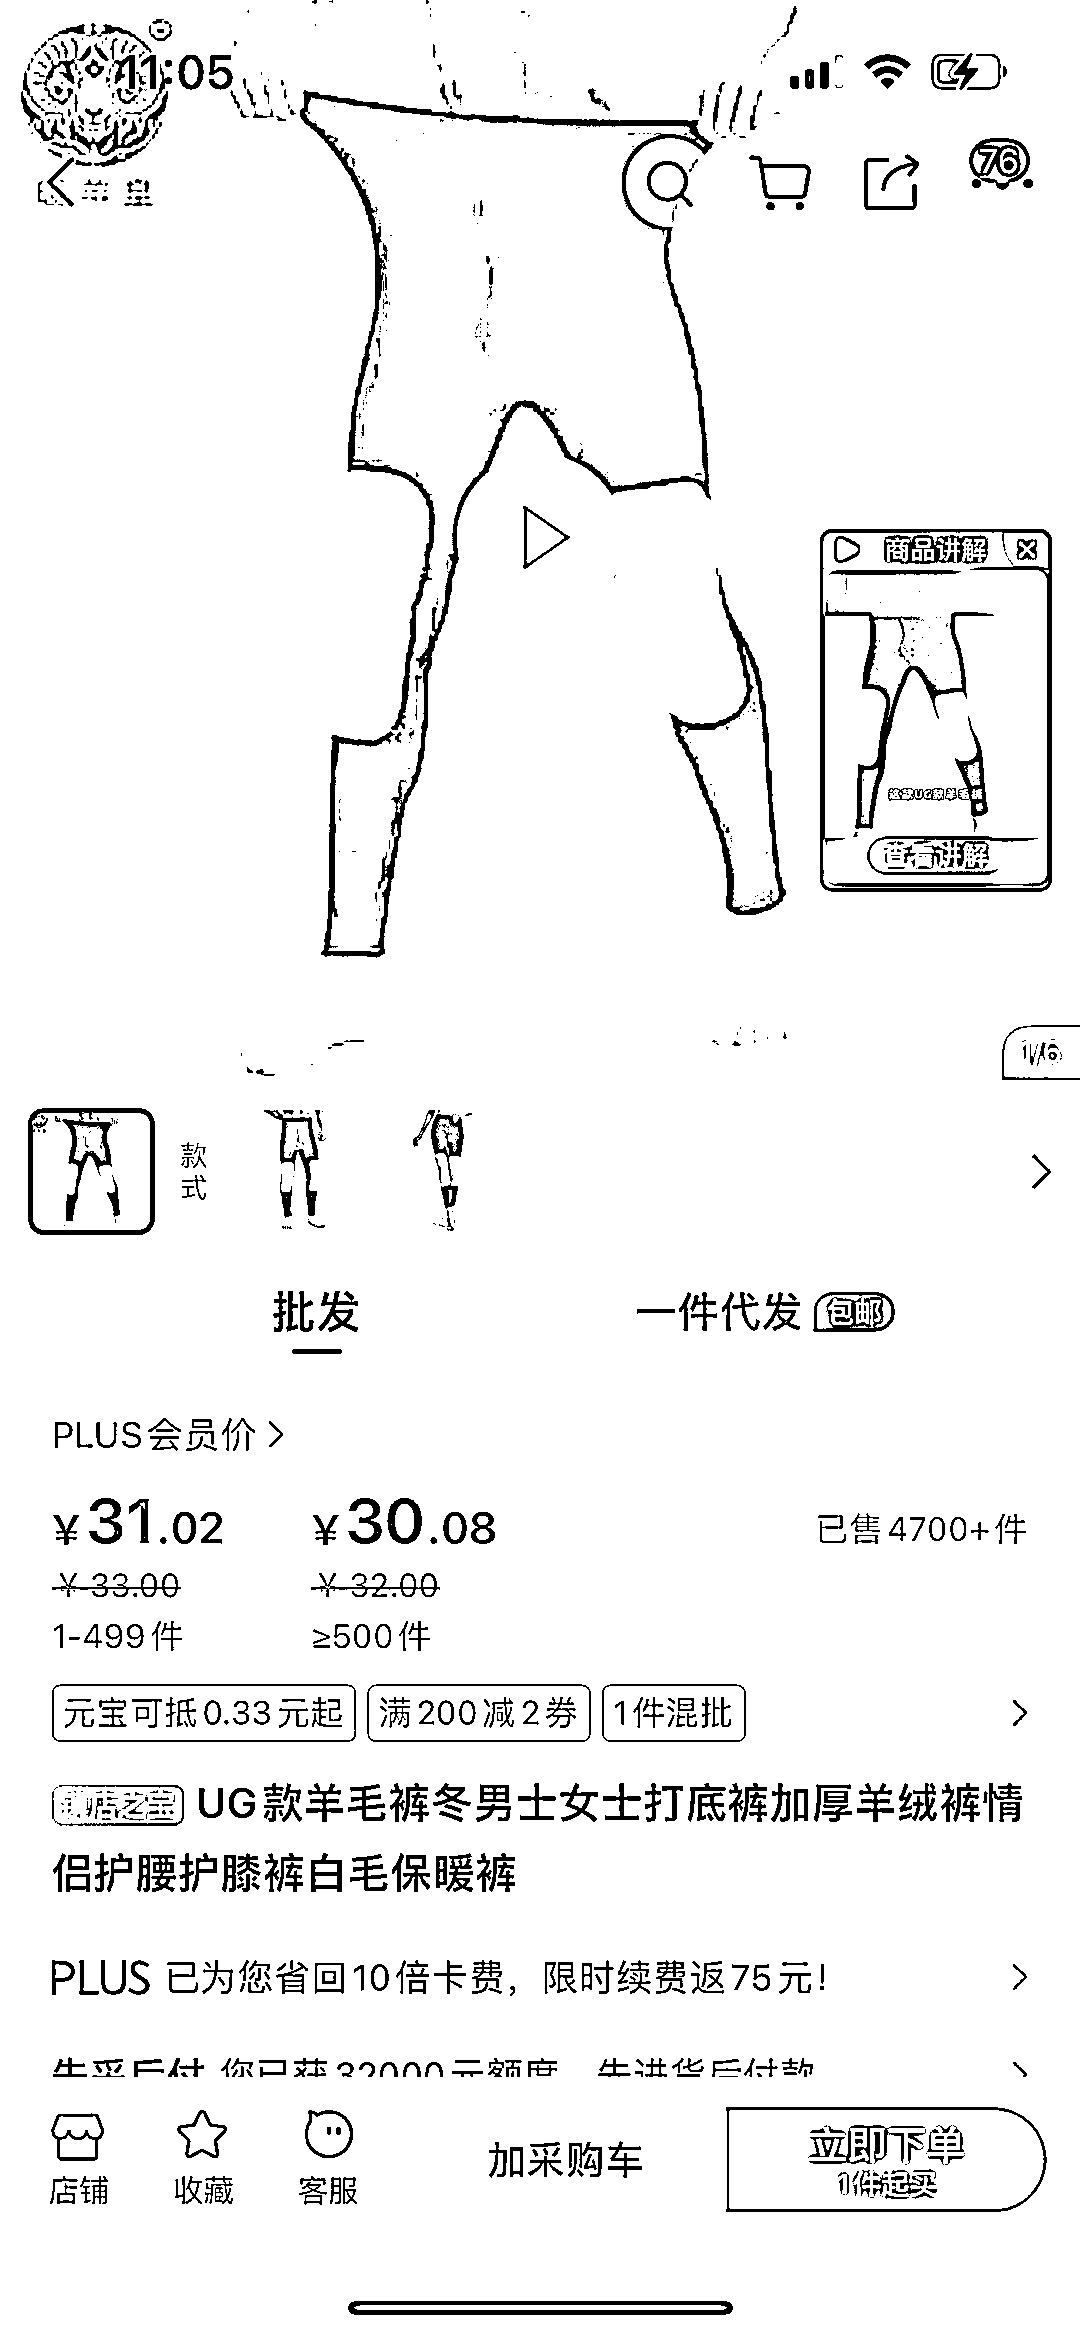 11:05
76
商品讲解
查看讲解
1/6
款式
批发
一件代发 包邮
PLUS会员价
¥31.02 ¥30.08 已售4700+件
¥33.00 ¥32.00
1-499件 ≥500件
元宝可抵0.33元起 满200减2券 1件混批
镇店之宝 UG款羊毛裤冬男士女士打底裤加厚羊绒裤情
侣护腰护膝裤白毛保暖裤
PLUS 已为您省回10倍卡费，限时续费返75元！
先采后付 您已获32000元额度，先进货后付款
店铺 收藏 客服 加采购车 立即下单
1件起买